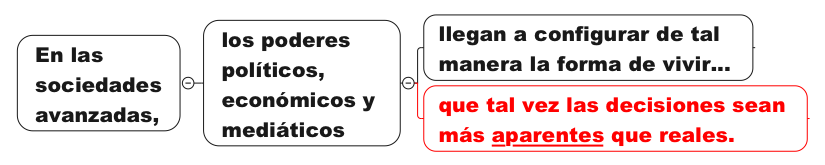 En las
sociedades
avanzadas,
los poderes
políticos,
económicos y
mediáticos
llegan a configurar de tal
manera la forma de vivir...
que tal vez las decisiones sean
más aparentes que reales.